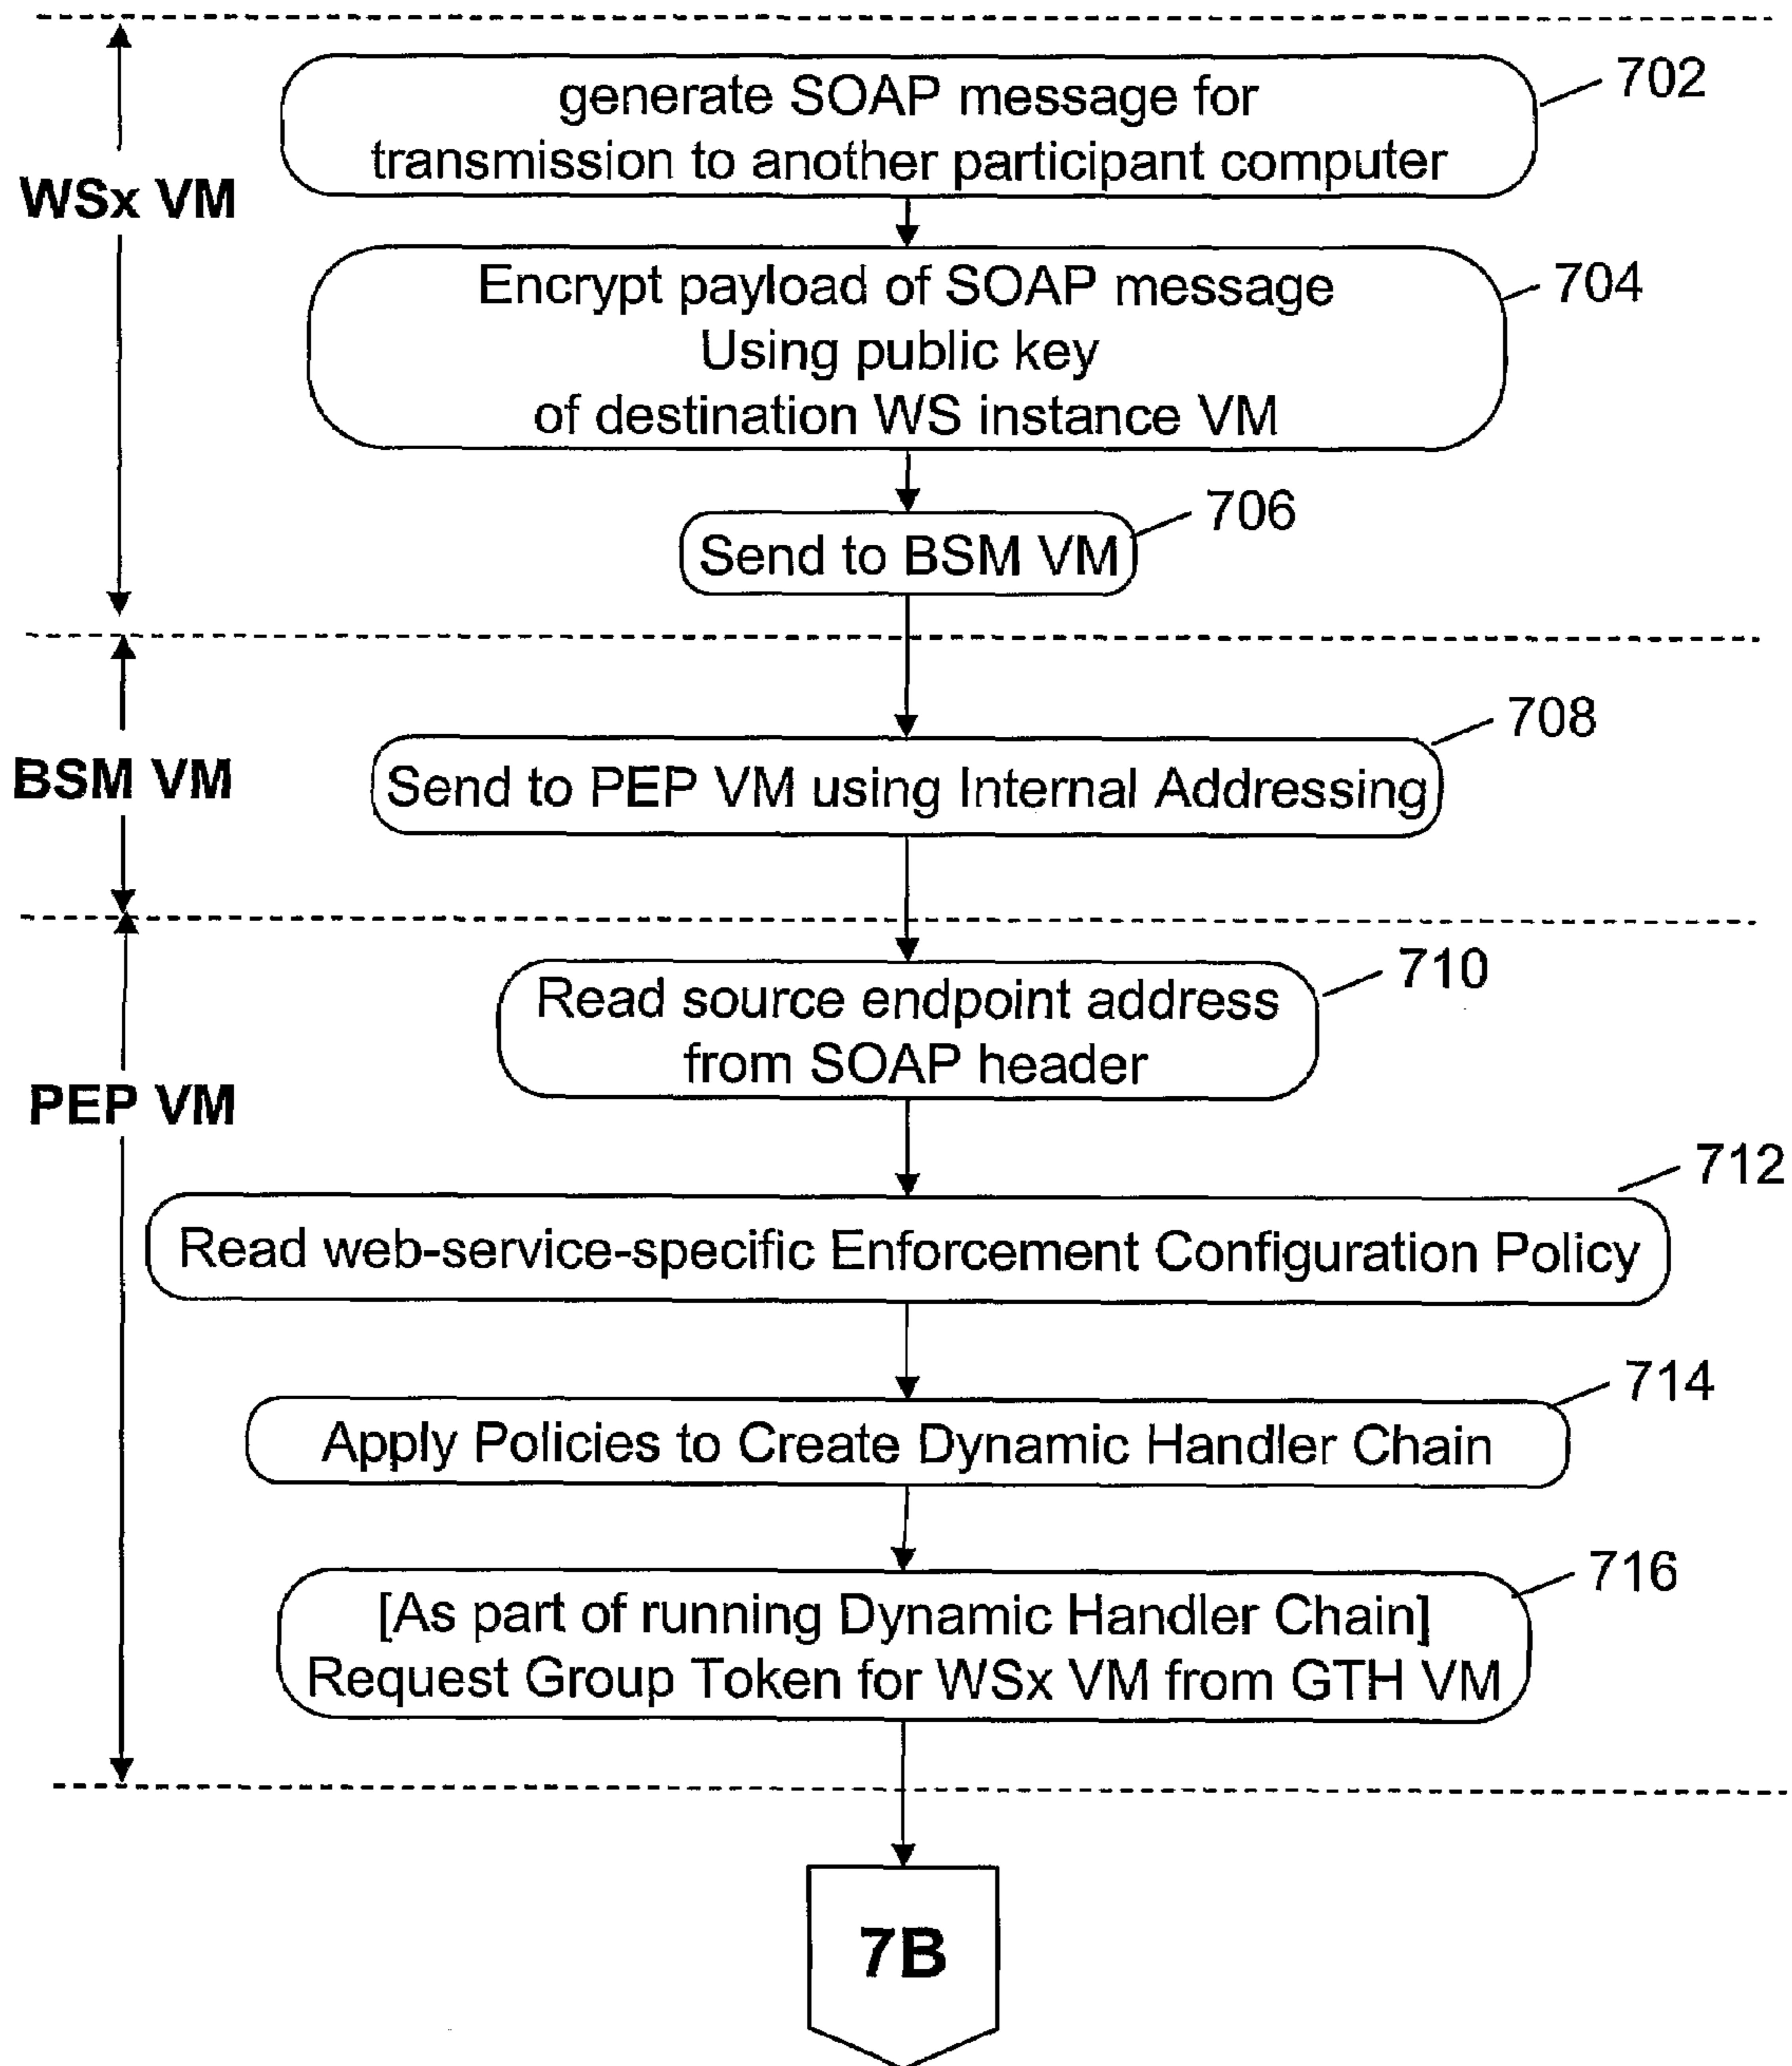 generate SOAP message for
transmission to another participant computer
702
WSx VM
Encrypt payload of SOAP message
Using public key
of destination WS instance VM
704
Send to BSM VM
706
BSM VM
Send to PEP VM using Internal Addressing
708
PEP VM
Read source endpoint address
from SOAP header
710
Read web-service-specific Enforcement Configuration Policy
712
Apply Policies to Create Dynamic Handler Chain
714
[As part of running Dynamic Handler Chain]
Request Group Token for WSx VM from GTH VM
716
7B